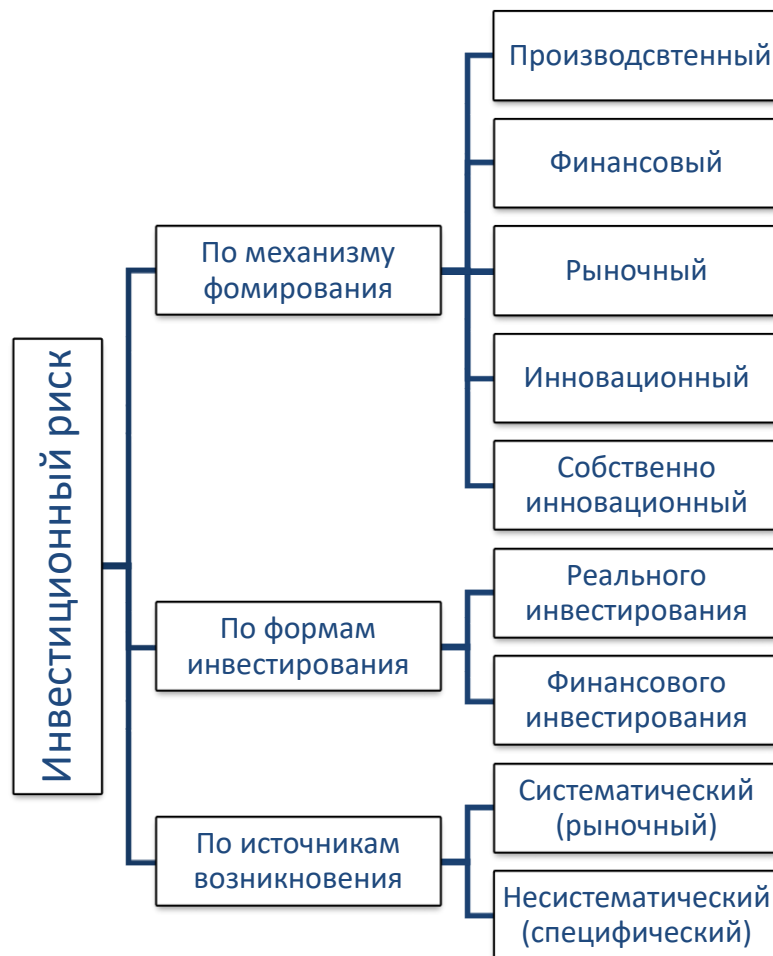 Инвестиционный риск
По механизму
фомирования
Производсвтенный
Финансовый
Рыночный
Инновационный
Собственно
инновационный
По формам
инвестирования
Реального
инвестирования
Финансового
инвестирования
По источникам
возникновения
Систематический
(рыночный)
Несистематический
(специфический)